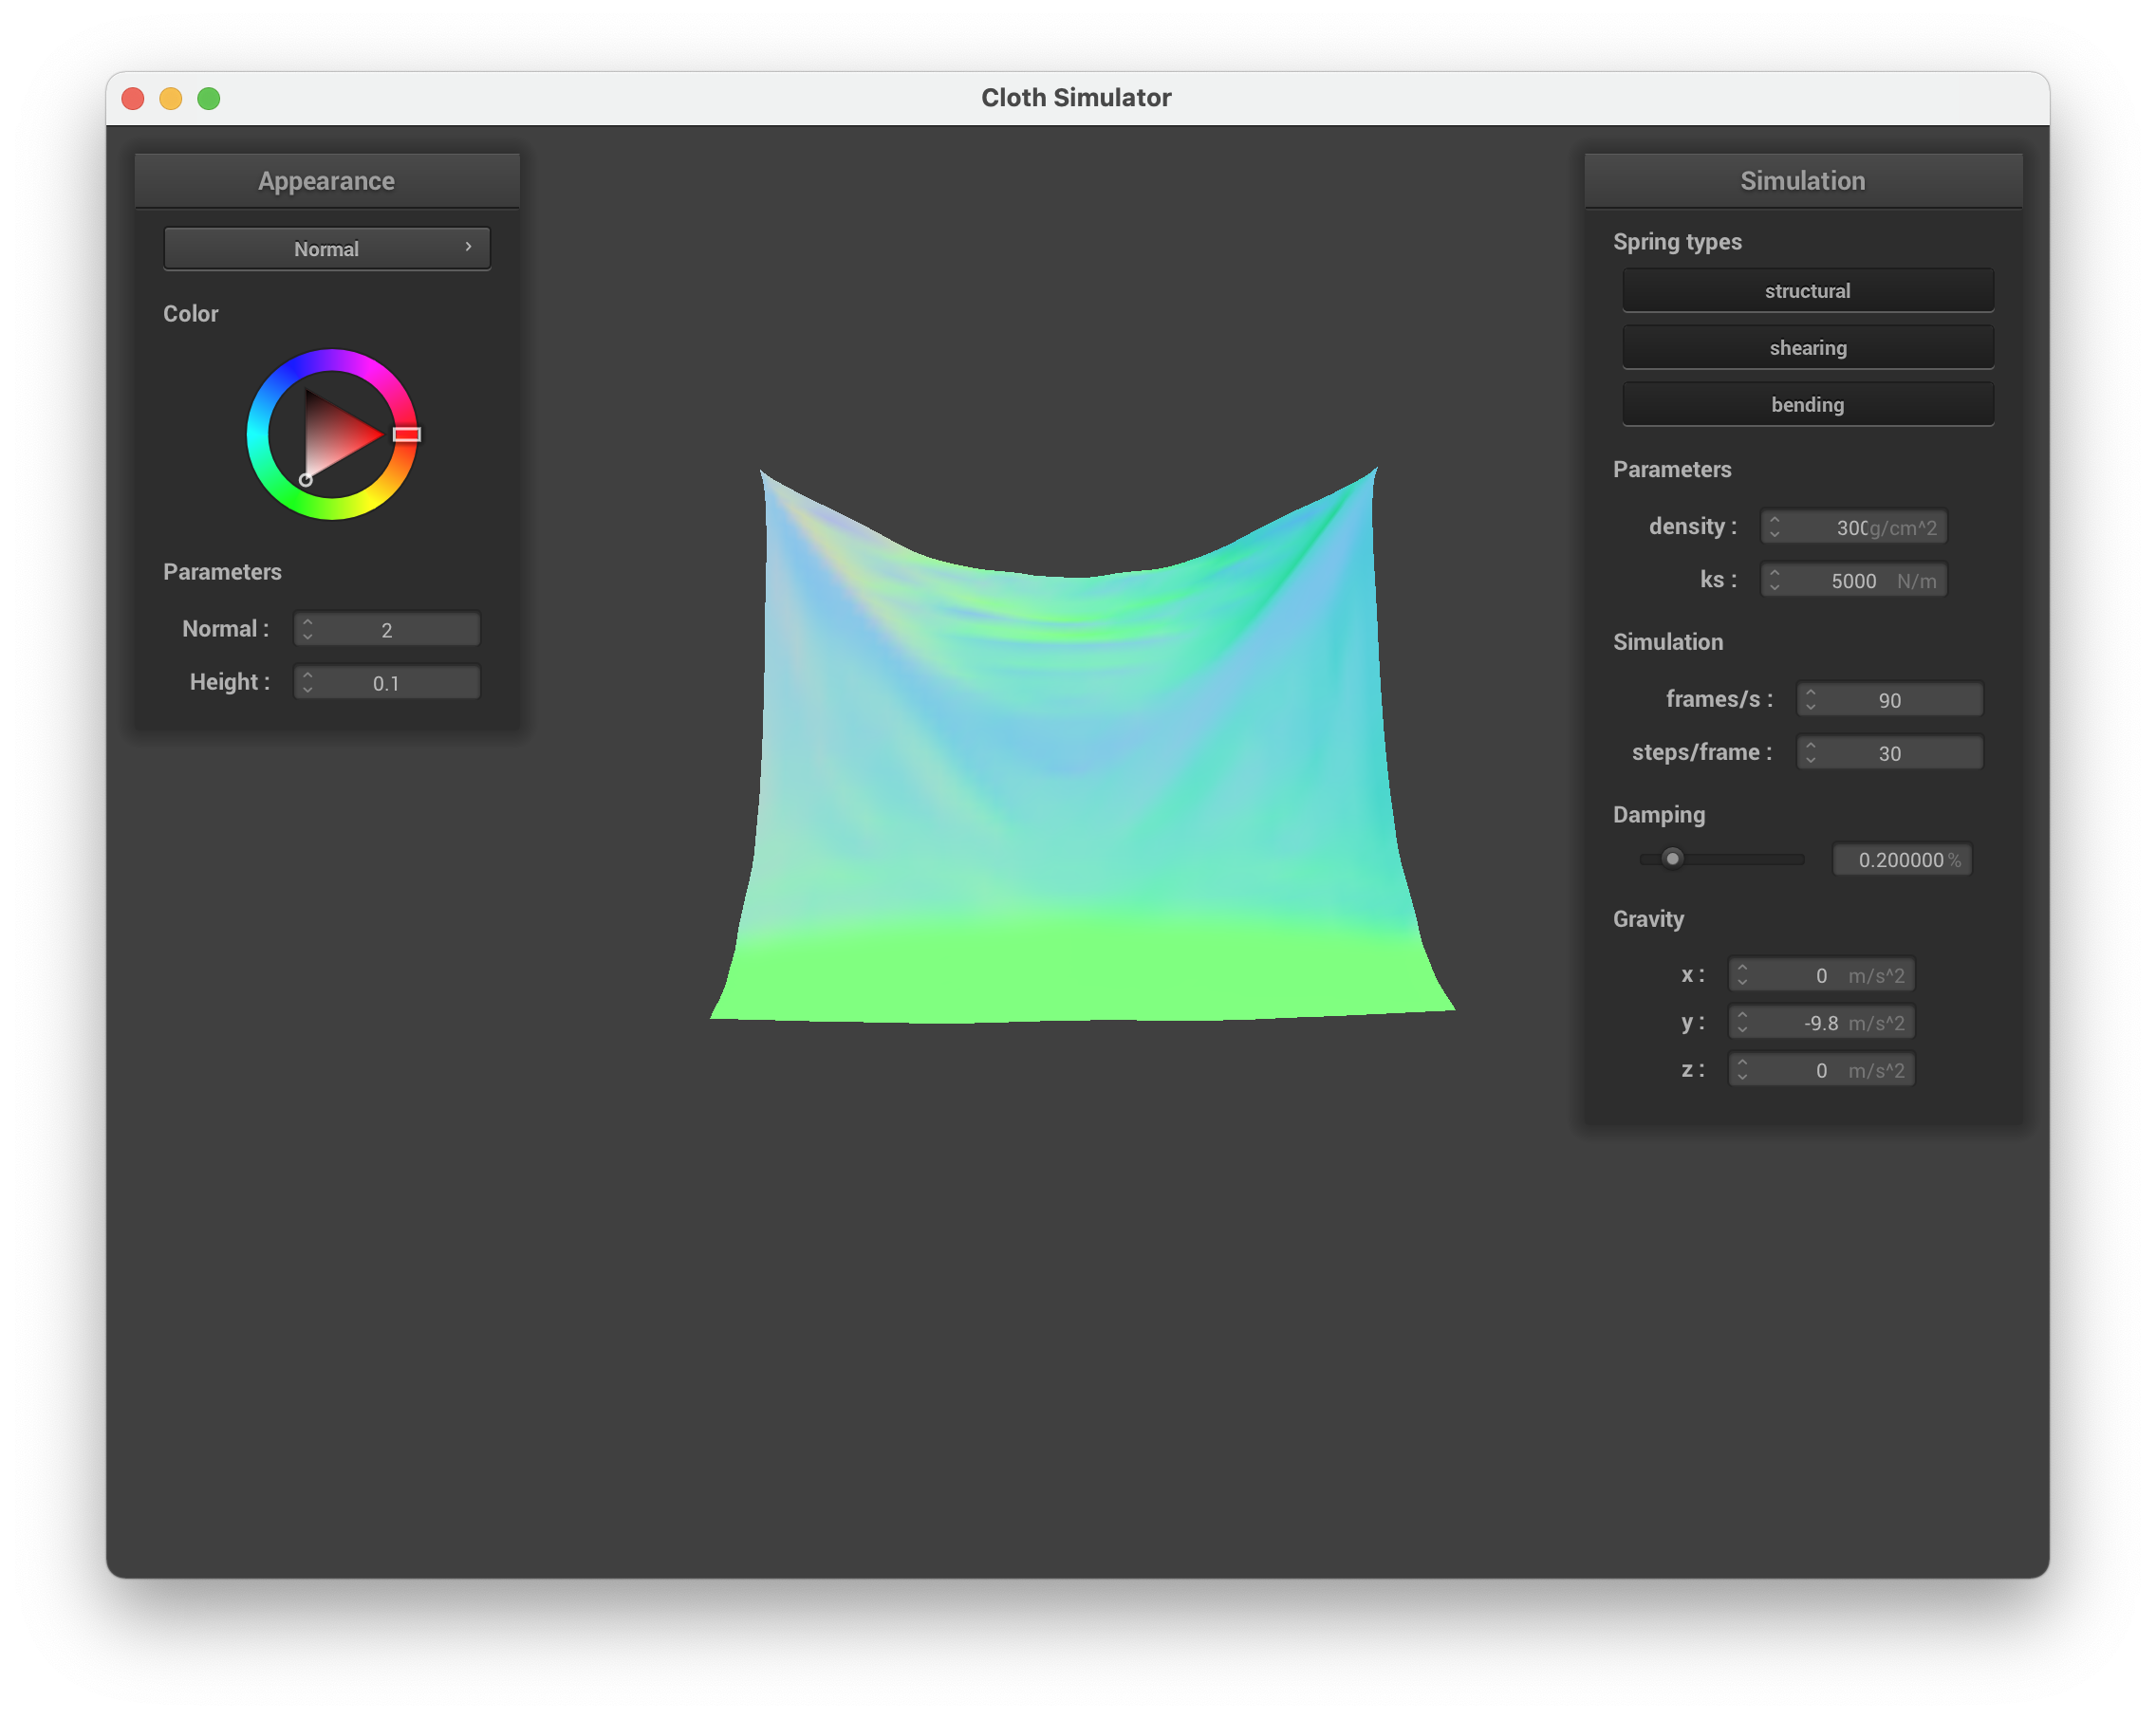 Cloth Simulator
Appearance
Normal
Color
Parameters
Normal : 2
Height : 0.1
Simulation
Spring types
structural
shearing
bending
Parameters
density : 300 g/cm^2
ks : 5000 N/m
Simulation
frames/s : 90
steps/frame : 30
Damping
0.200000 %
Gravity
x : 0 m/s^2
y : -9.8 m/s^2
z : 0 m/s^2